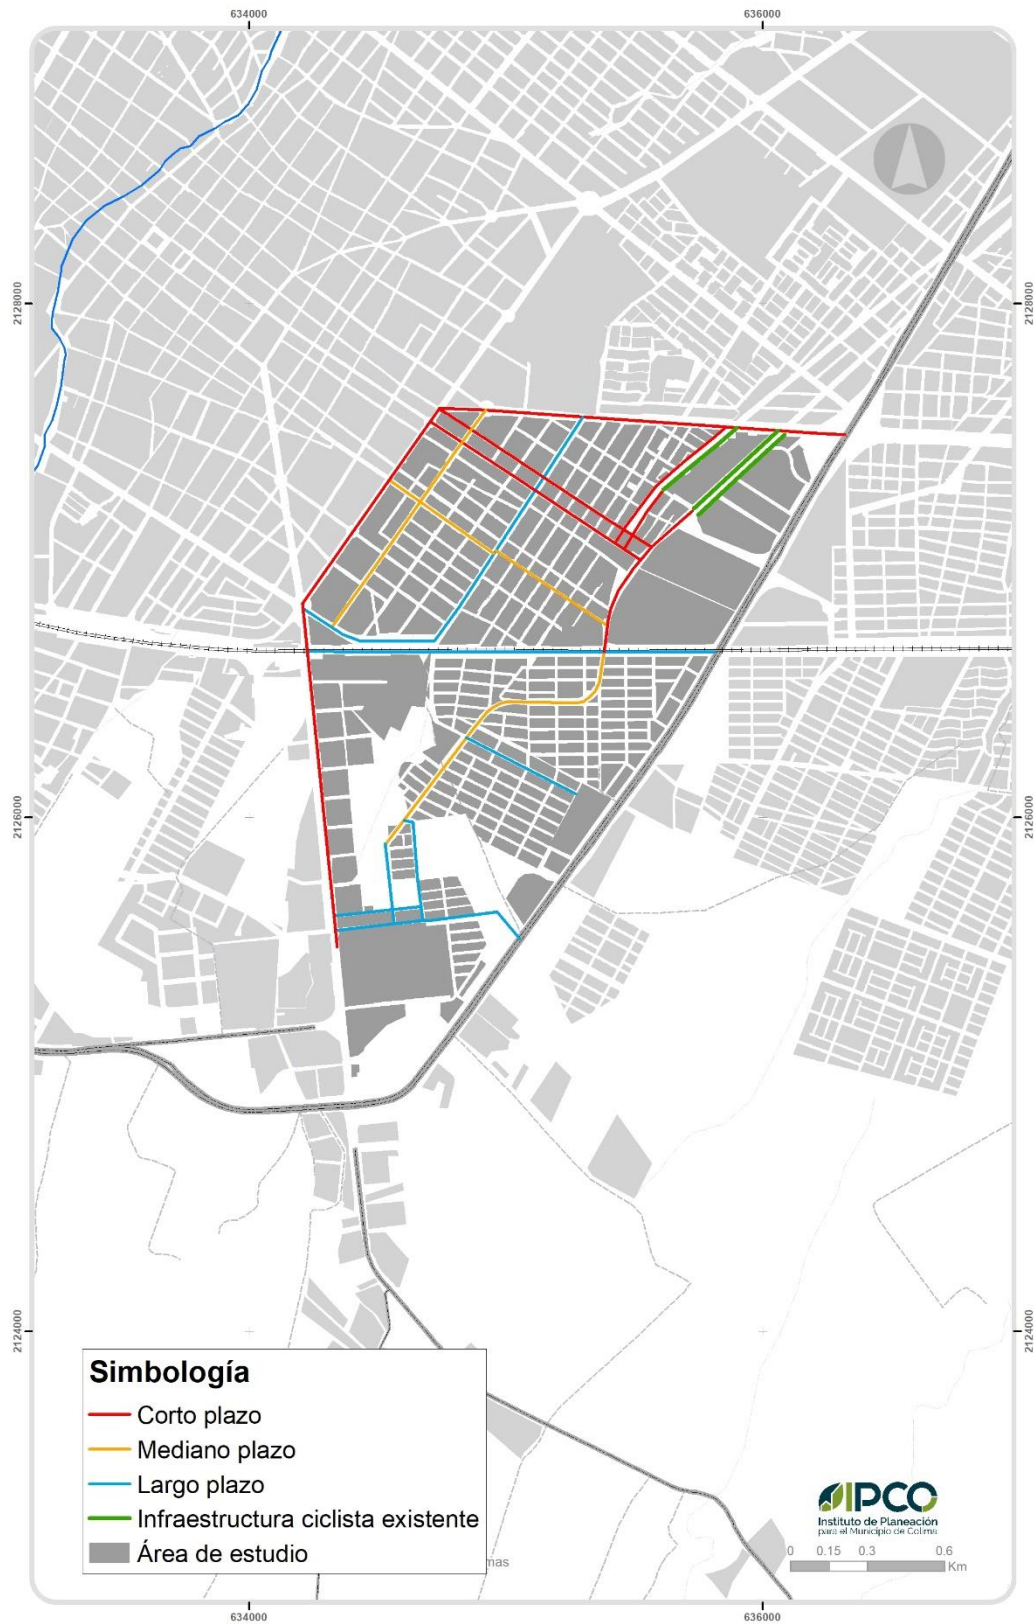 634000 636000
2128000 2128000
2126000 2126000
2124000 2124000
Simbología
Corto plazo
Mediano plazo
Largo plazo
Infraestructura ciclista existente
Área de estudio
mas
IPCO
Instituto de Planeación
para el Municipio de Colima
0 0.15 0.3 0.6
Km
634000 636000